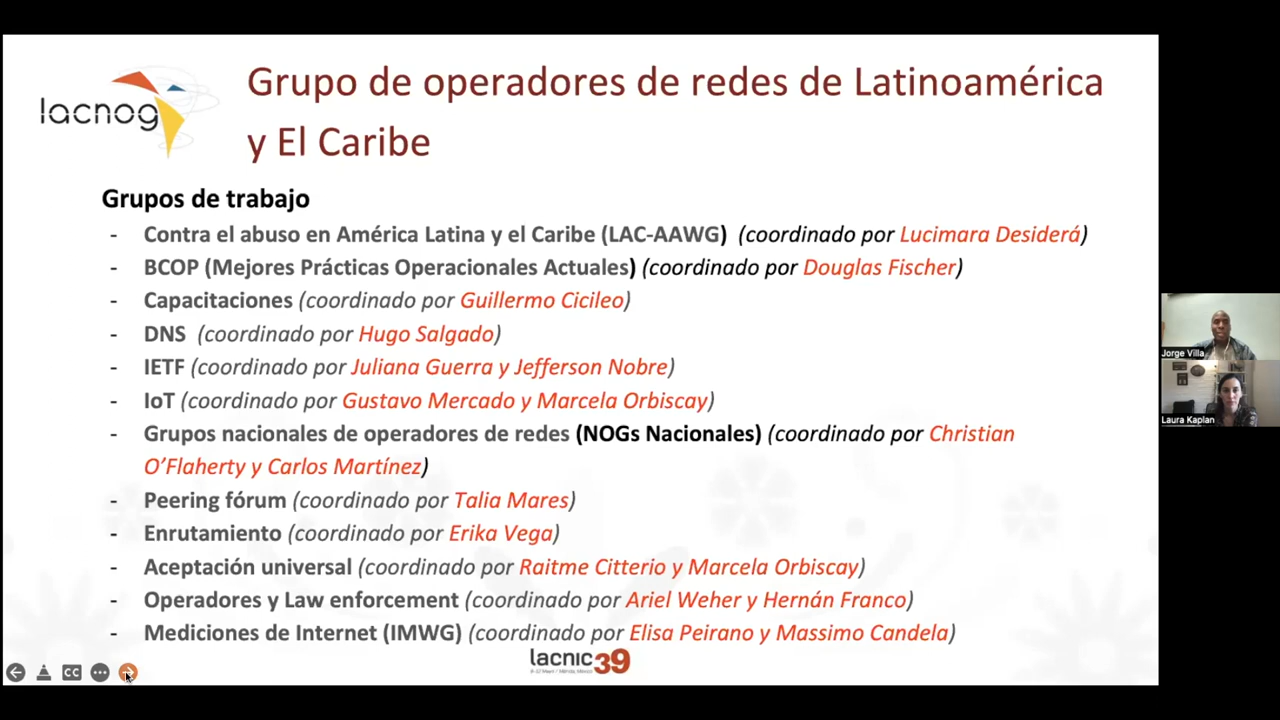 lacnog
Grupo de operadores de redes de Latinoamérica
y El Caribe
Grupos de trabajo
- Contra el abuso en América Latina y el Caribe (LAC-AAWG) (coordinado por Lucimara Desiderá)
- BCOP (Mejores Prácticas Operacionales Actuales) (coordinado por Douglas Fischer)
- Capacitaciones (coordinado por Guillermo Cicileo)
- DNS (coordinado por Hugo Salgado)
- IETF (coordinado por Juliana Guerra y Jefferson Nobre)
- IoT (coordinado por Gustavo Mercado y Marcela Orbiscay)
- Grupos nacionales de operadores de redes (NOGs Nacionales) (coordinado por Christian
O'Flaherty y Carlos Martínez)
- Peering fórum (coordinado por Talia Mares)
- Enrutamiento (coordinado por Erika Vega)
- Aceptación universal (coordinado por Raitme Citterio y Marcela Orbiscay)
- Operadores y Law enforcement (coordinado por Ariel Weher y Hernán Franco)
- Mediciones de Internet (IMWG) (coordinado por Elisa Peirano y Massimo Candela)
lacnic39
CC
Jorge Villa
Laura Kaplan